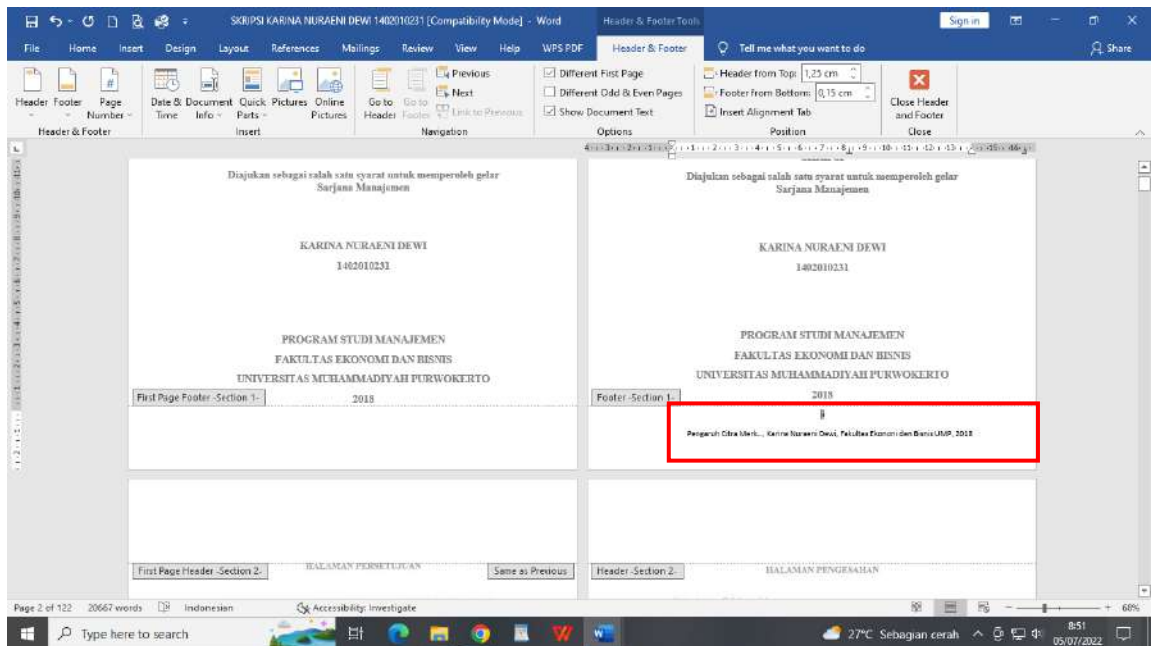 SKRIPSI KARINA NURAENI DEWI 1402010231 [Compatibility Mode] - Word
Header & Footer Tools
Sign in
File Home Insert Design Layout References Mailings Review View Help WPS PDF Header & Footer Tell me what you want to do Share
Header Footer Page Number
Header & Footer
Date & Time Document Info Quick Parts Pictures Online Pictures
Insert
Go to Header Go to Footer
Previous
Next
Link to Previous
Navigation
Different First Page
Different Odd & Even Pages
Show Document Text
Options
Header from Top: 1,25 cm
Footer from Bottom: 0,15 cm
Insert Alignment Tab
Position
Close Header and Footer
Close
Diajukan sebagai salah satu syarat untuk memperoleh gelar
Sarjana Manajemen
KARINA NURAENI DEWI
1402010231
PROGRAM STUDI MANAJEMEN
FAKULTAS EKONOMI DAN BISNIS
UNIVERSITAS MUHAMMADIYAH PURWOKERTO
First Page Footer -Section 1-
2018
Diajukan sebagai salah satu syarat untuk memperoleh gelar
Sarjana Manajemen
KARINA NURAENI DEWI
1402010231
PROGRAM STUDI MANAJEMEN
FAKULTAS EKONOMI DAN BISNIS
UNIVERSITAS MUHAMMADIYAH PURWOKERTO
2018
Footer -Section 1-
Pengaruh Citra Merk..., Karina Nuraeni Dewi, Fakultas Ekonomi dan Bisnis UMP, 2018
First Page Header -Section 2-
HALAMAN PERSETUJUAN
Same as Previous
Header -Section 2-
HALAMAN PENGESAHAN
Page 2 of 122 20667 words Indonesian Accessibility: Investigate 68%
Type here to search
27°C Sebagian cerah
8:51
05/07/2022